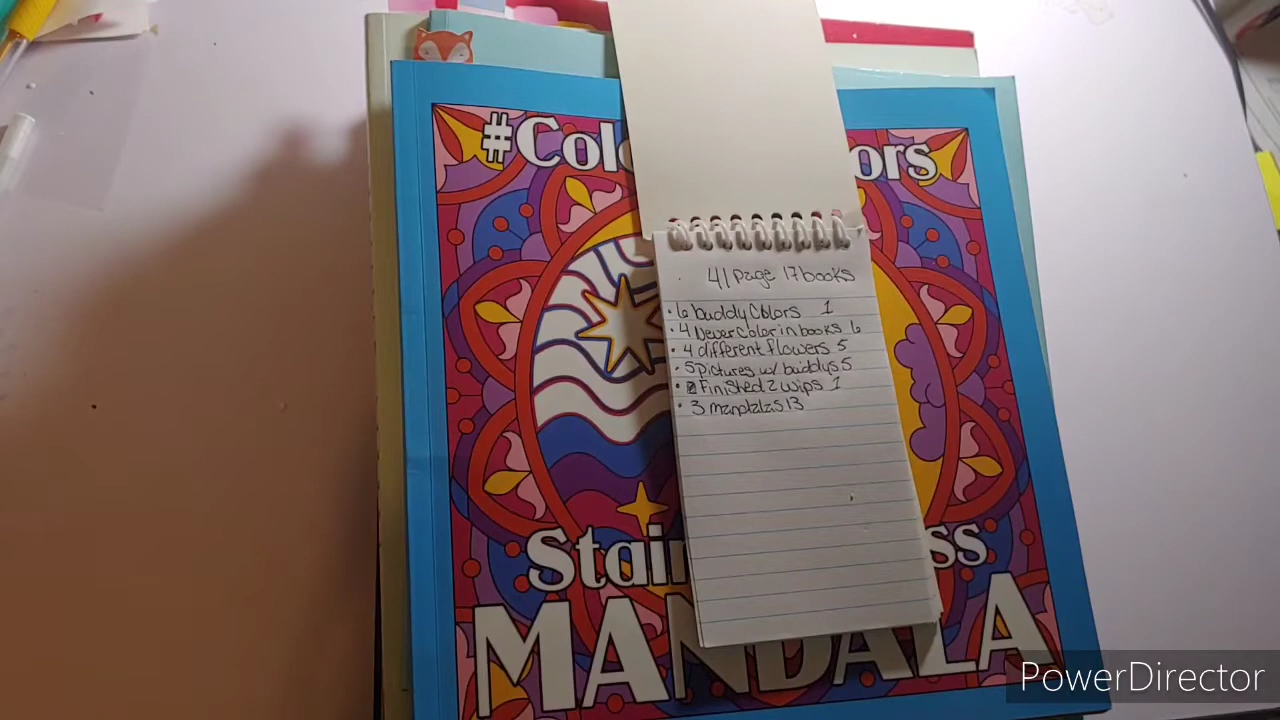 #Col ors
41 page 17 books
• 6 buddy Colors 1
• 4 Never Color in books 6
• 4 different flowers 5
• 5 pictures w/ buddys 5
• Finished 2 wips 1
• 3 mandalas 13
Stain ss
MANDALA
PowerDirector